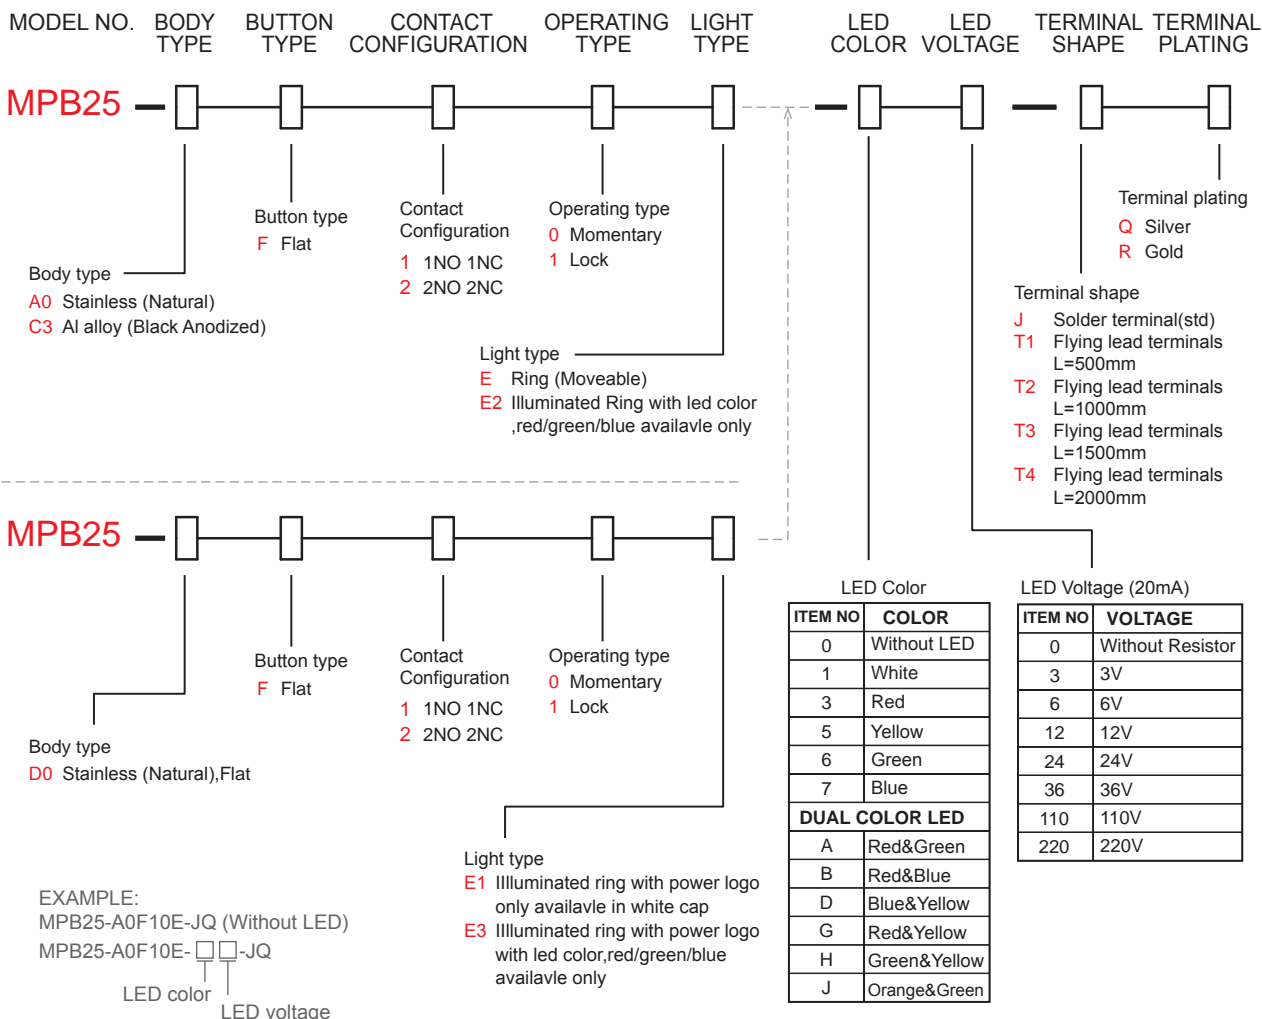 MODEL NO.
BODY
TYPE
BUTTON
TYPE
CONTACT
CONFIGURATION
OPERATING
TYPE
LIGHT
TYPE
LED
COLOR
LED
VOLTAGE
TERMINAL
SHAPE
TERMINAL
PLATING
MPB25
Body type
A0 Stainless (Natural)
C3 Al alloy (Black Anodized)
Button type
F Flat
Contact
Configuration
1 1NO 1NC
2 2NO 2NC
Operating type
0 Momentary
1 Lock
Light type
E Ring (Moveable)
E2 Illuminated Ring with led color
,red/green/blue availavle only
Terminal plating
Q Silver
R Gold
Terminal shape
J Solder terminal(std)
T1 Flying lead terminals
L=500mm
T2 Flying lead terminals
L=1000mm
T3 Flying lead terminals
L=1500mm
T4 Flying lead terminals
L=2000mm
MPB25
Body type
D0 Stainless (Natural),Flat
Button type
F Flat
Contact
Configuration
1 1NO 1NC
2 2NO 2NC
Operating type
0 Momentary
1 Lock
Light type
E1 IIlluminated ring with power logo
only availavle in white cap
E3 IIlluminated ring with power logo
with led color,red/green/blue
availavle only
LED Color
ITEM NO COLOR
0 Without LED
1 White
3 Red
5 Yellow
6 Green
7 Blue
DUAL COLOR LED
A Red&Green
B Red&Blue
D Blue&Yellow
G Red&Yellow
H Green&Yellow
J Orange&Green
LED Voltage (20mA)
ITEM NO VOLTAGE
0 Without Resistor
3 3V
6 6V
12 12V
24 24V
36 36V
110 110V
220 220V
EXAMPLE:
MPB25-A0F10E-JQ (Without LED)
MPB25-A0F10E-□□-JQ
LED color
LED voltage